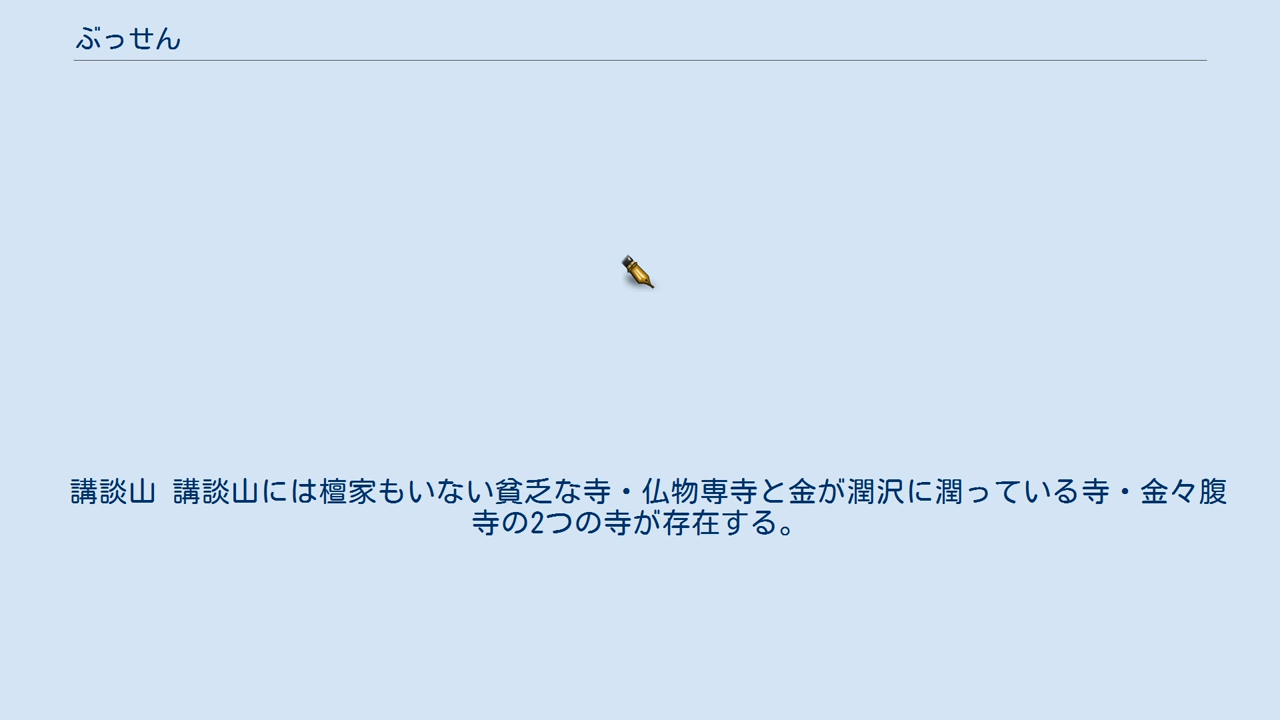 ぶっせん
講談山 講談山には檀家もいない貧乏な寺・仏物専寺と金が潤沢に潤っている寺・金々腹
寺の2つの寺が存在する。